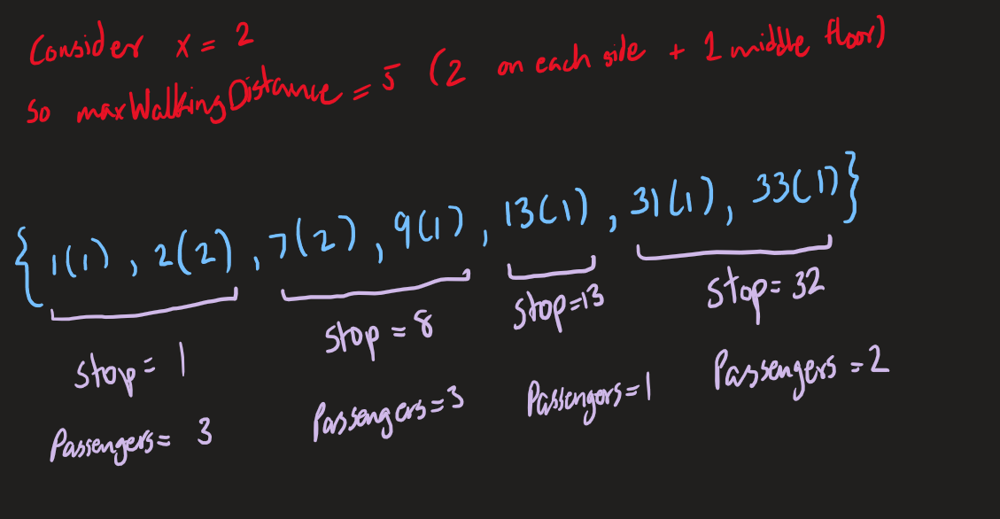 Consider x = 2
So maxWalkingDistance = 5 (2 on each side + 1 middle floor)
{1(1), 2(2), 7(2), 9(1), 13(1), 31(1), 33(1)}
Stop = 1 Stop = 8 Stop=13 Stop= 32
Passengers= 3 Passengers=3 Passengers=1 Passengers =2